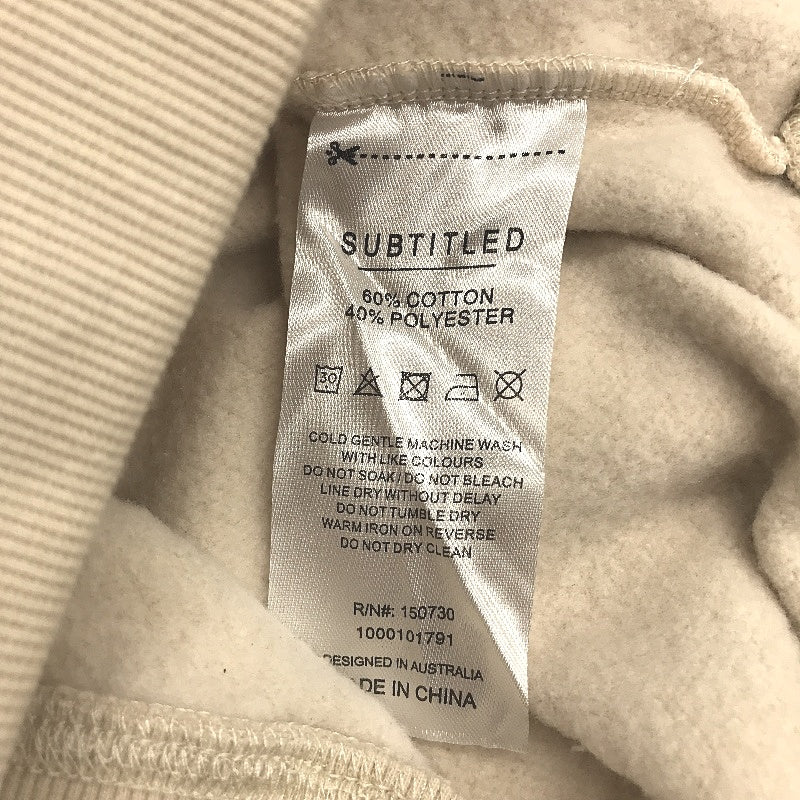 SUBTITLED
60% COTTON
40% POLYESTER
30
COLD GENTLE MACHINE WASH
WITH LIKE COLOURS
DO NOT SOAK / DO NOT BLEACH
LINE DRY WITHOUT DELAY
DO NOT TUMBLE DRY
WARM IRON ON REVERSE
DO NOT DRY CLEAN
R/N#: 150730
1000101791
DESIGNED IN AUSTRALIA
DE IN CHINA